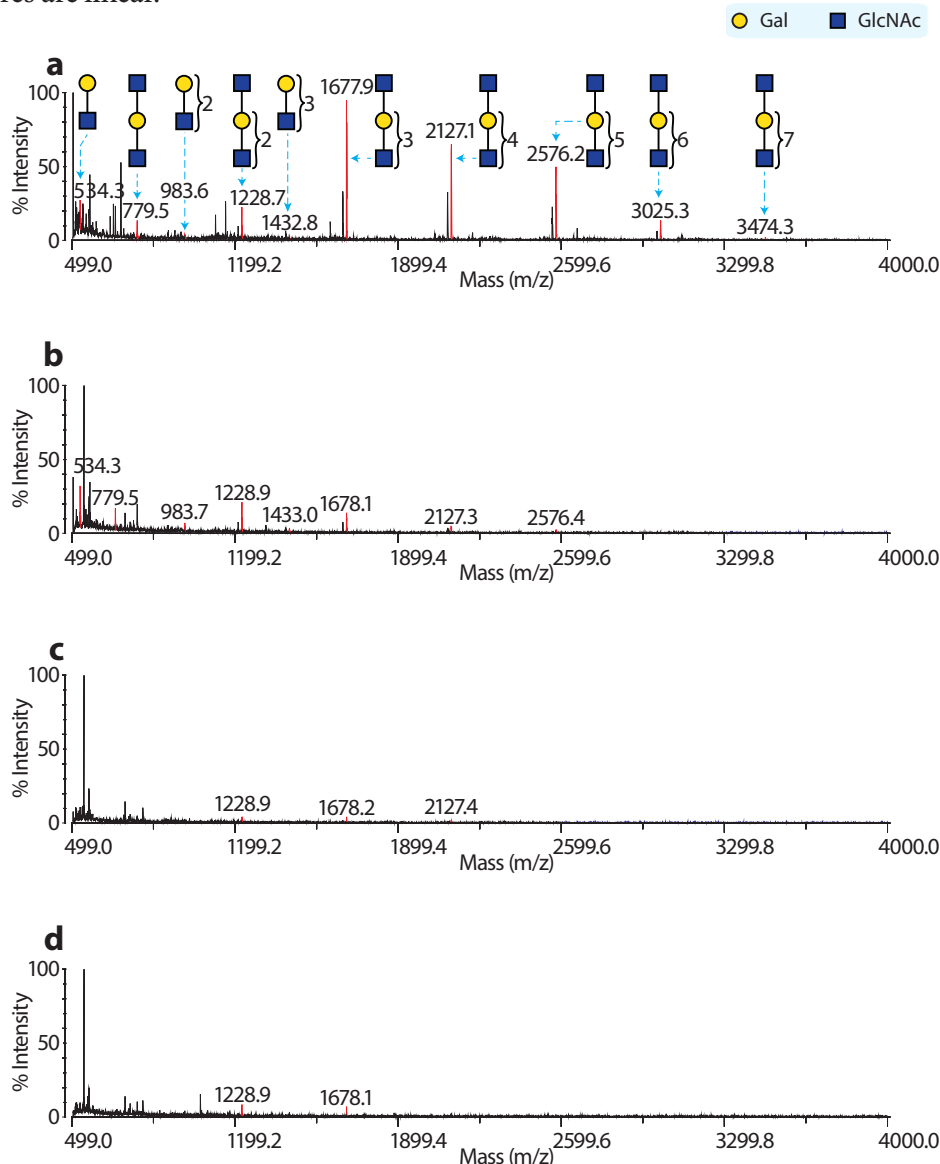 res are linear.
Gal GlcNAc
a
100
50
0
% Intensity
2 2 3 3 4 5 6 7
534.3 779.5 983.6 1228.7 1432.8 1677.9 2127.1 2576.2 3025.3 3474.3
499.0 1199.2 1899.4 2599.6 3299.8 4000.0
Mass (m/z)
b
100
50
0
% Intensity
534.3 779.5 983.7 1228.9 1433.0 1678.1 2127.3 2576.4
499.0 1199.2 1899.4 2599.6 3299.8 4000.0
Mass (m/z)
c
100
50
0
% Intensity
1228.9 1678.2 2127.4
499.0 1199.2 1899.4 2599.6 3299.8 4000.0
Mass (m/z)
d
100
50
0
% Intensity
1228.9 1678.1
499.0 1199.2 1899.4 2599.6 3299.8 4000.0
Mass (m/z)